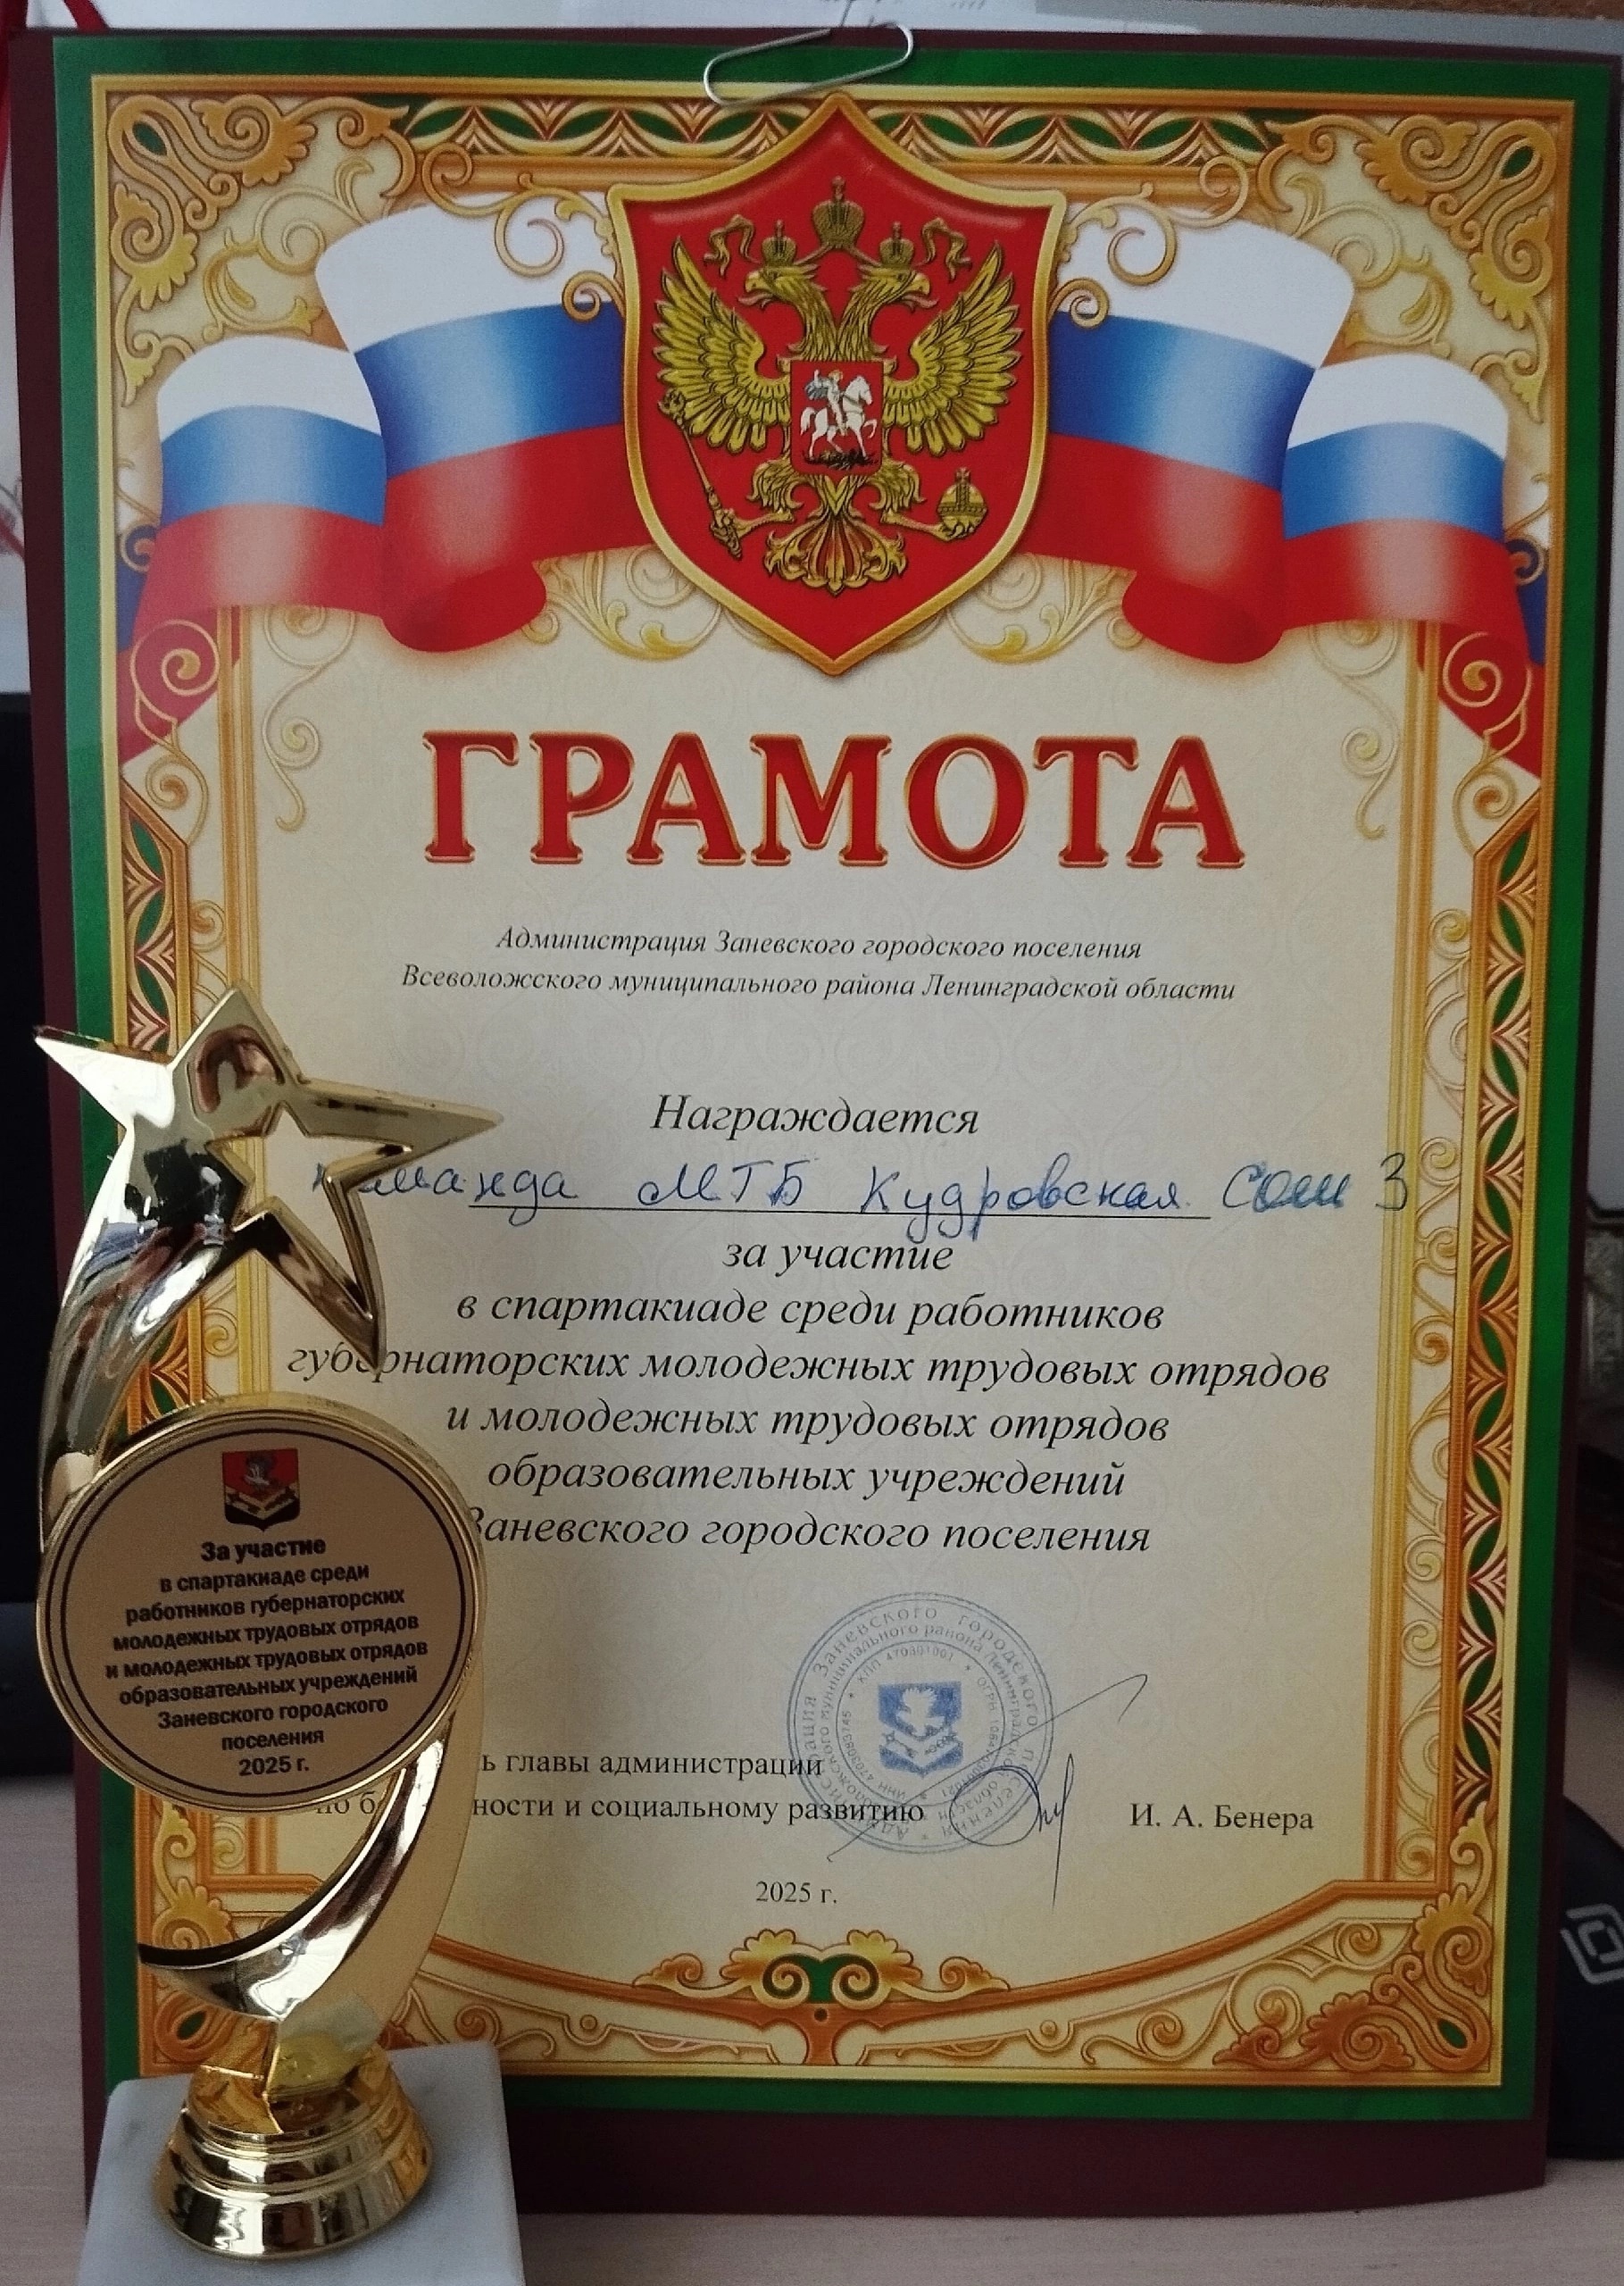 ГРАМОТА
Администрация Заневского городского поселения
Всеволожского муниципального района Ленинградской области
Награждается
МТБ Кудровская СОШ 3
за участие
в спартакиаде среди работников
губернаторских молодежных трудовых отрядов
и молодежных трудовых отрядов
образовательных учреждений
Заневского городского поселения
главы администрации
по и социальному развитию
И. А. Бенера
2025 г.
За участие
в спартакиаде среди
работников губернаторских
молодежных трудовых отрядов
и молодежных трудовых отрядов
образовательных учреждений
Заневского городского
поселения
2025 г.